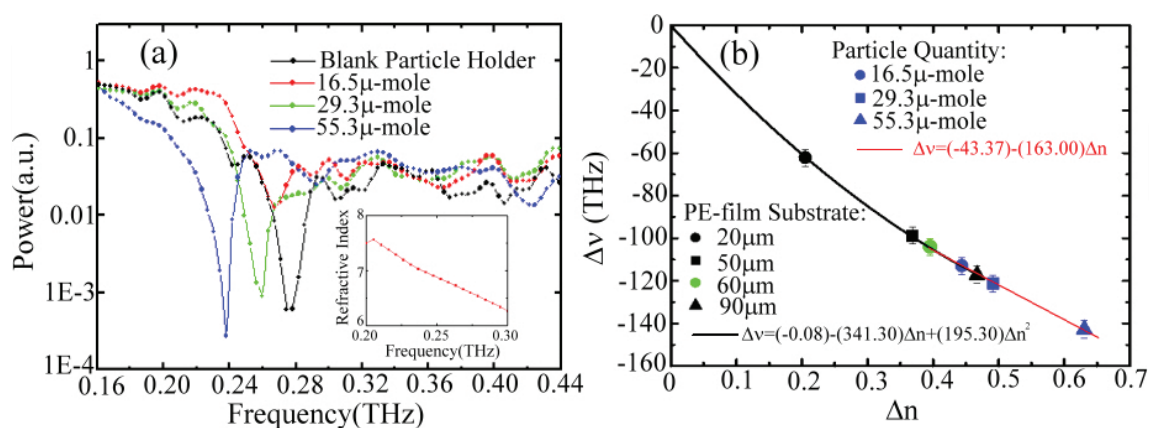 (a)
Blank Particle Holder
16.5μ-mole
29.3μ-mole
55.3μ-mole
Power(a.u.)
1
0.1
0.01
1E-3
1E-4
0.16 0.20 0.24 0.28 0.32 0.36 0.40 0.44
Frequency(THz)
Refractive Index
8
7
6
0.20 0.25 0.30
Frequency(THz)
(b)
Particle Quantity:
16.5μ-mole
29.3μ-mole
55.3μ-mole
Δν=(-43.37)-(163.00)Δn
PE-film Substrate:
20μm
50μm
60μm
90μm
Δν=(-0.08)-(341.30)Δn+(195.30)Δn²
Δν (THz)
0
-20
-40
-60
-80
-100
-120
-140
-160
0 0.1 0.2 0.3 0.4 0.5 0.6 0.7
Δn